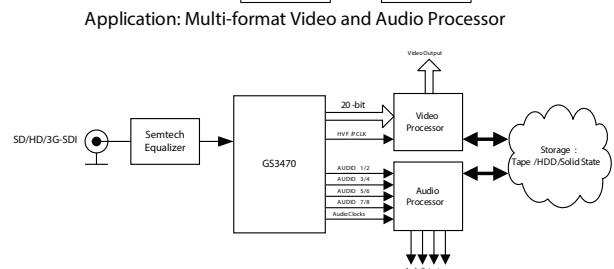 Application: Multi-format Video and Audio Processor
Video Output
SD/HD/3G-SDI
Semtech
Equalizer
GS3470
20 -bit
HVF /PCLK
Video
Processor
AUDIO 1/2
AUDIO 3/4
AUDIO 5/6
AUDIO 7/8
Audio Clocks
Audio
Processor
Storage :
Tape /HDD/Solid State